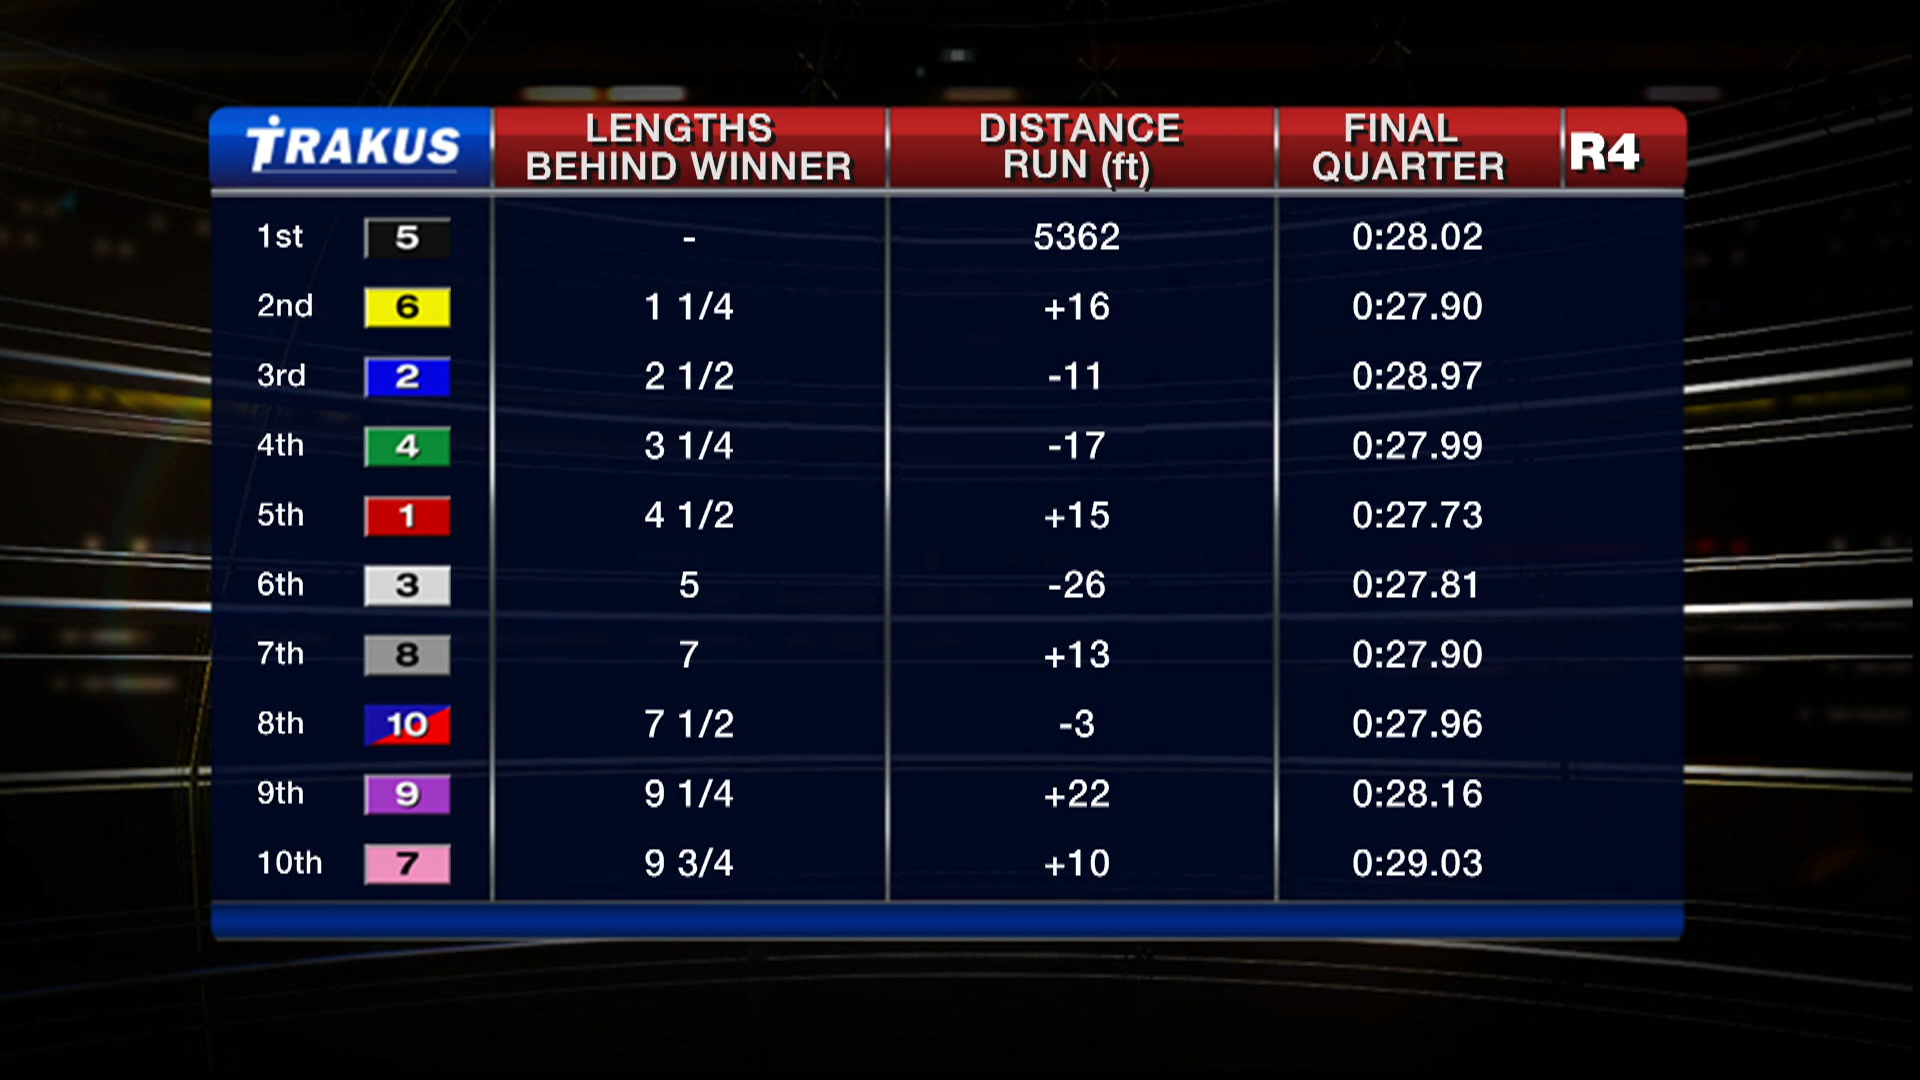 TRAKUS LENGTHS BEHIND WINNER DISTANCE RUN (ft) FINAL QUARTER R4
1st 5 - 5362 0:28.02
2nd 6 1 1/4 +16 0:27.90
3rd 2 2 1/2 -11 0:28.97
4th 4 3 1/4 -17 0:27.99
5th 1 4 1/2 +15 0:27.73
6th 3 5 -26 0:27.81
7th 8 7 +13 0:27.90
8th 10 7 1/2 -3 0:27.96
9th 9 9 1/4 +22 0:28.16
10th 7 9 3/4 +10 0:29.03